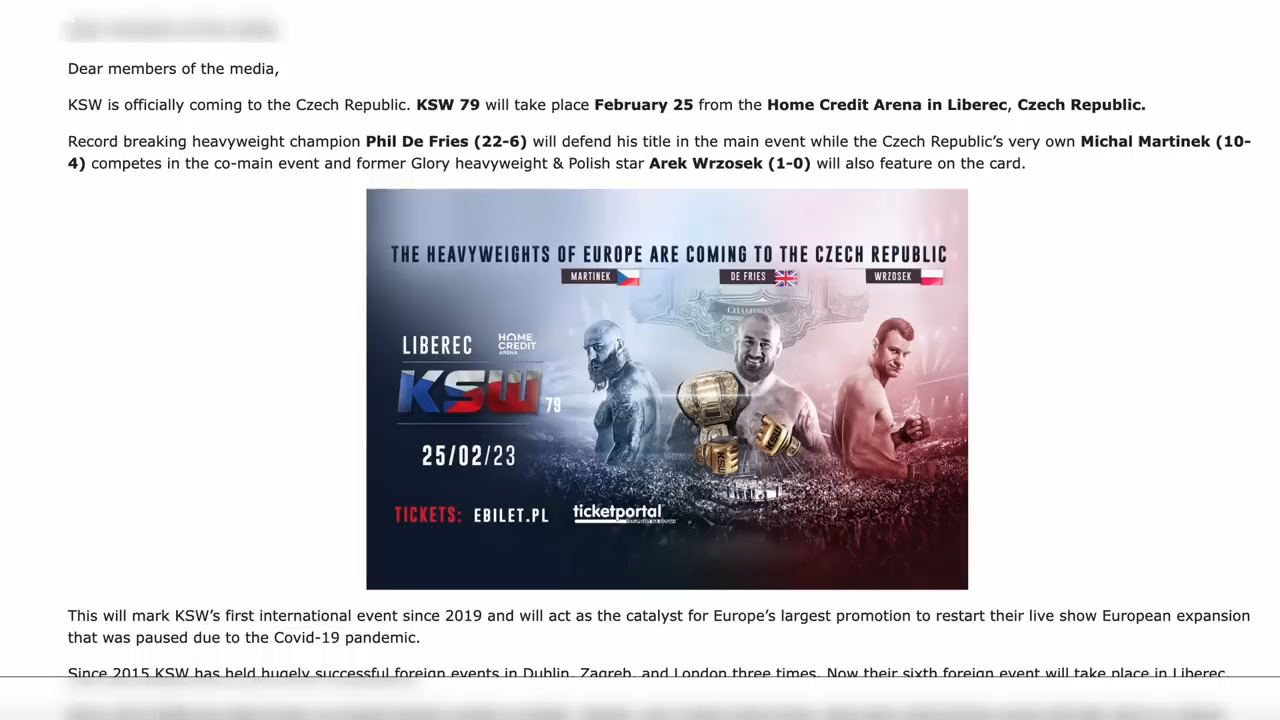 Dear members of the media,
KSW is officially coming to the Czech Republic. KSW 79 will take place February 25 from the Home Credit Arena in Liberec, Czech Republic.
Record breaking heavyweight champion Phil De Fries (22-6) will defend his title in the main event while the Czech Republic’s very own Michal Martinek (10-
4) competes in the co-main event and former Glory heavyweight & Polish star Arek Wrzosek (1-0) will also feature on the card.
THE HEAVYWEIGHTS OF EUROPE ARE COMING TO THE CZECH REPUBLIC
MARTINEK
DE FRIES
WRZOSEK
CHAMPION
LIBEREC
HOME
CREDIT
ARENA
KSW 79
25/02/23
KSW
KSW
TICKETS: EBILET.PL
ticketportal
This will mark KSW’s first international event since 2019 and will act as the catalyst for Europe’s largest promotion to restart their live show European expansion
that was paused due to the Covid-19 pandemic.
Since 2015 KSW has held hugely successful foreign events in Dublin, Zagreb, and London three times. Now their sixth foreign event will take place in Liberec,